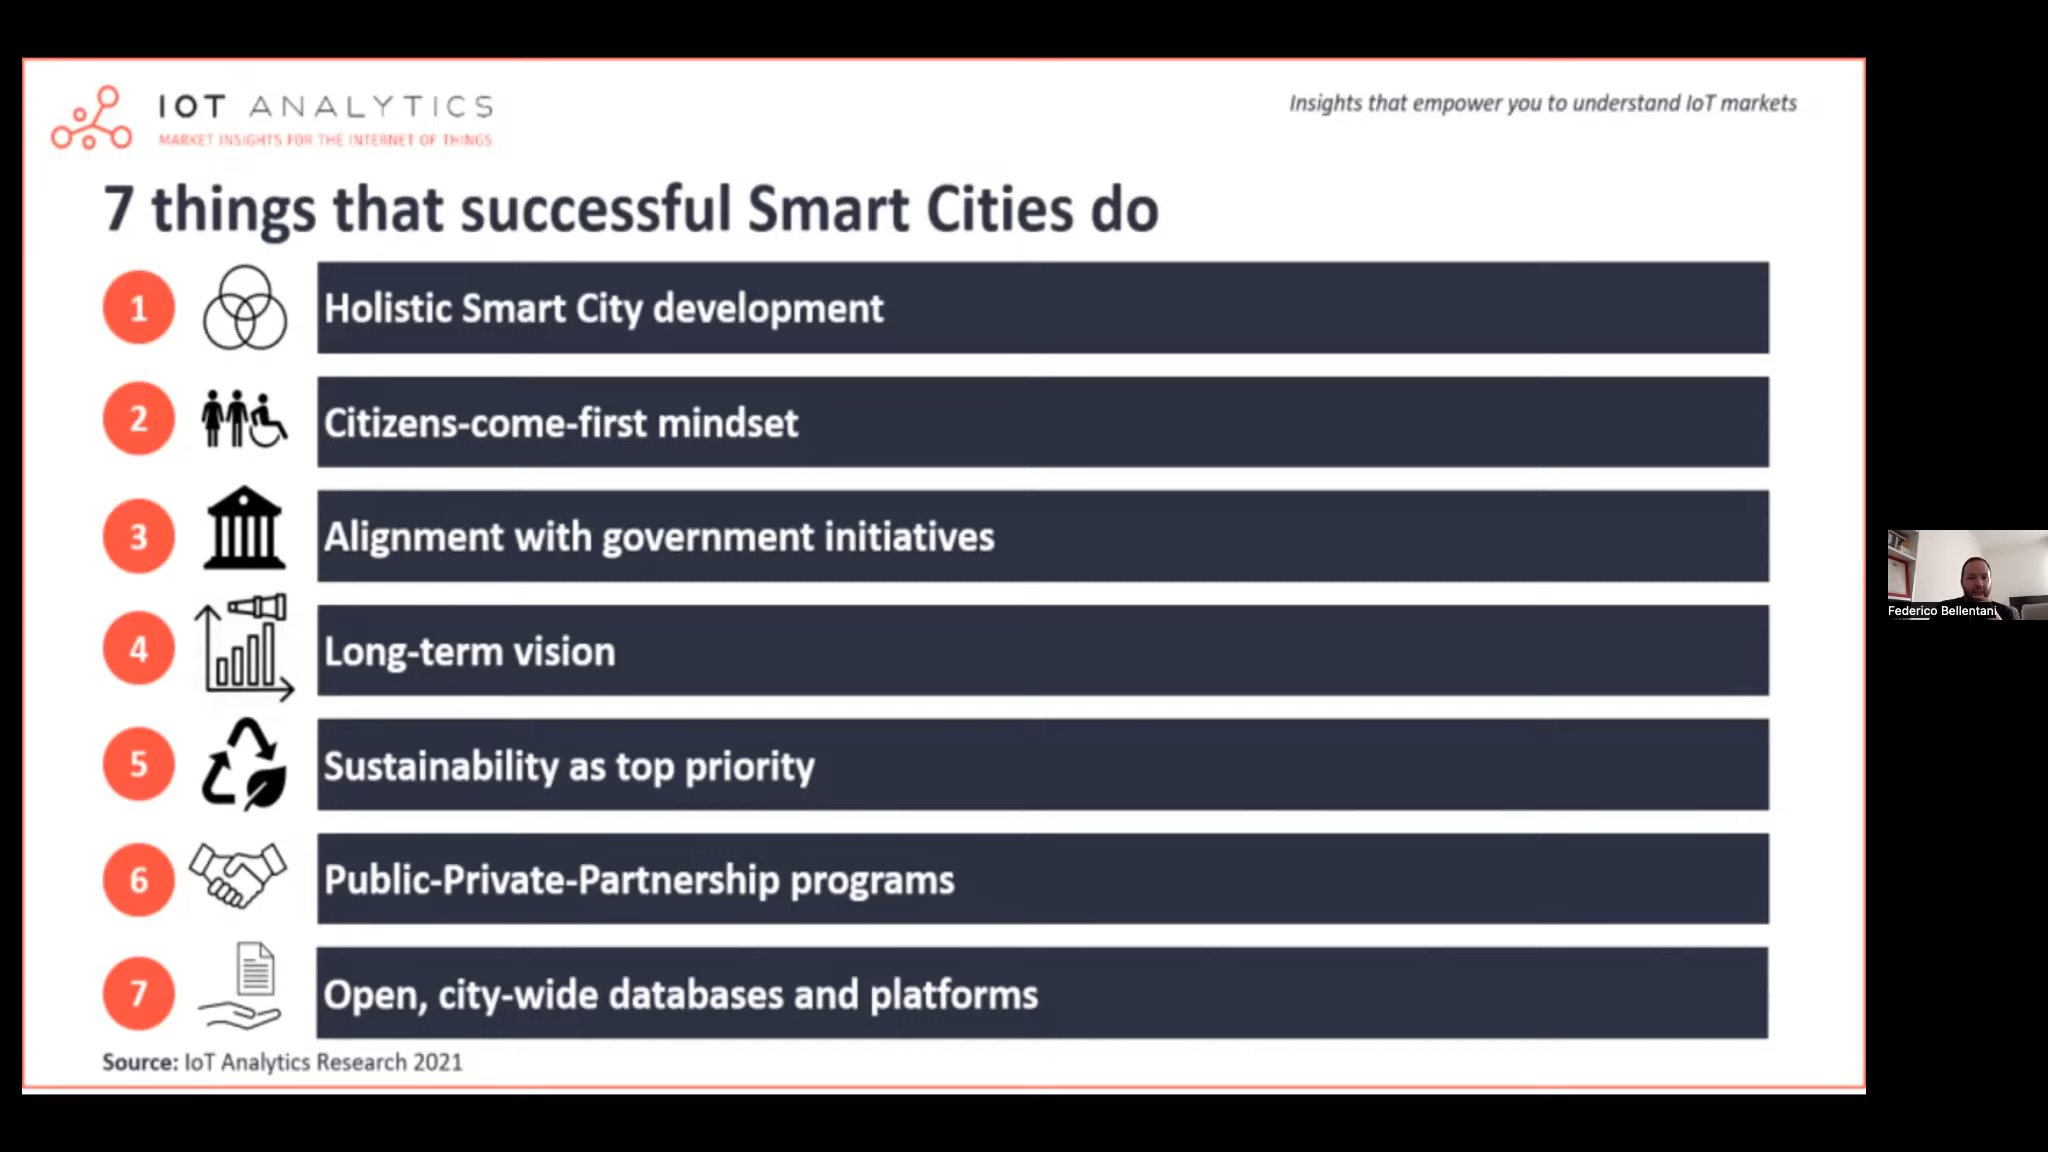 IOT ANALYTICS
MARKET INSIGHTS FOR THE INTERNET OF THINGS
Insights that empower you to understand IoT markets
7 things that successful Smart Cities do
1 Holistic Smart City development
2 Citizens-come-first mindset
3 Alignment with government initiatives
4 Long-term vision
5 Sustainability as top priority
6 Public-Private-Partnership programs
7 Open, city-wide databases and platforms
Source: IoT Analytics Research 2021
Federico Bellentani